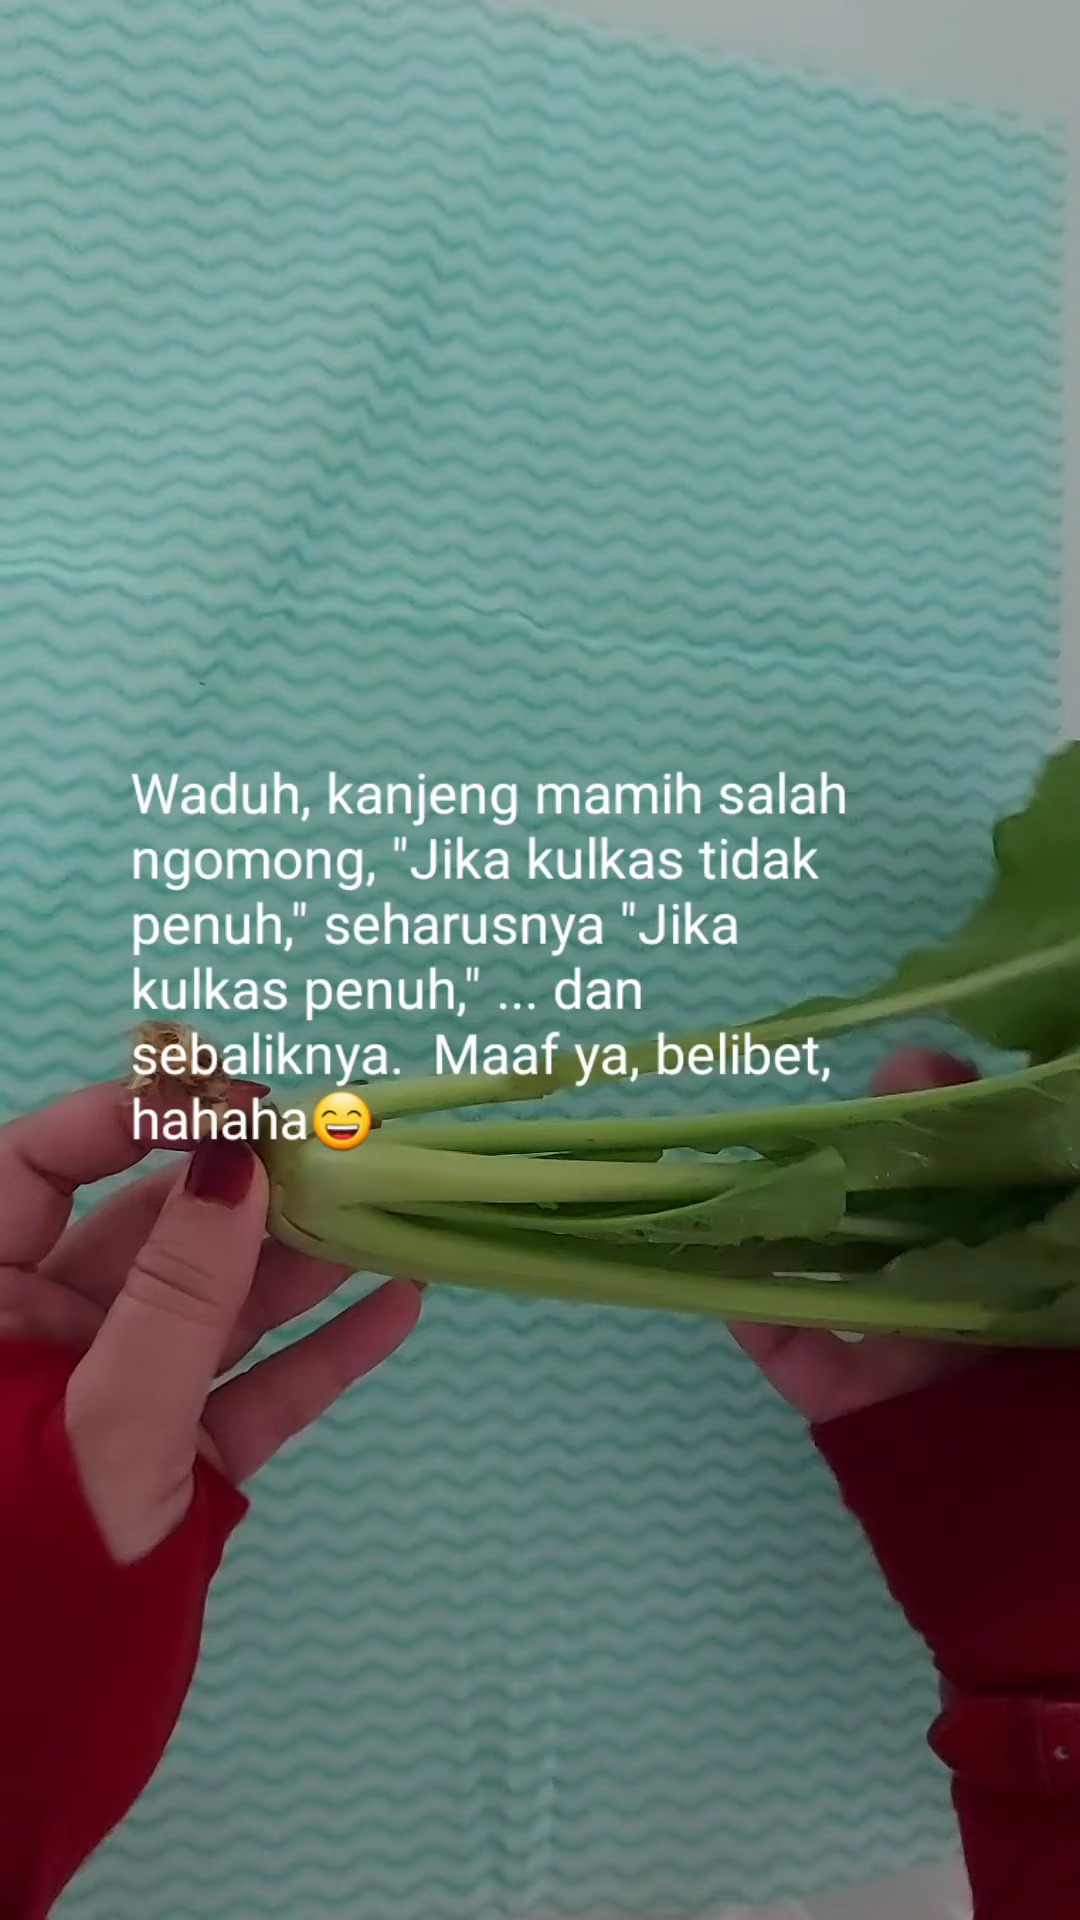 Waduh, kanjeng mamih salah
ngomong, "Jika kulkas tidak
penuh," seharusnya "Jika
kulkas penuh," ... dan
sebaliknya.  Maaf ya, belibet,
hahaha😄